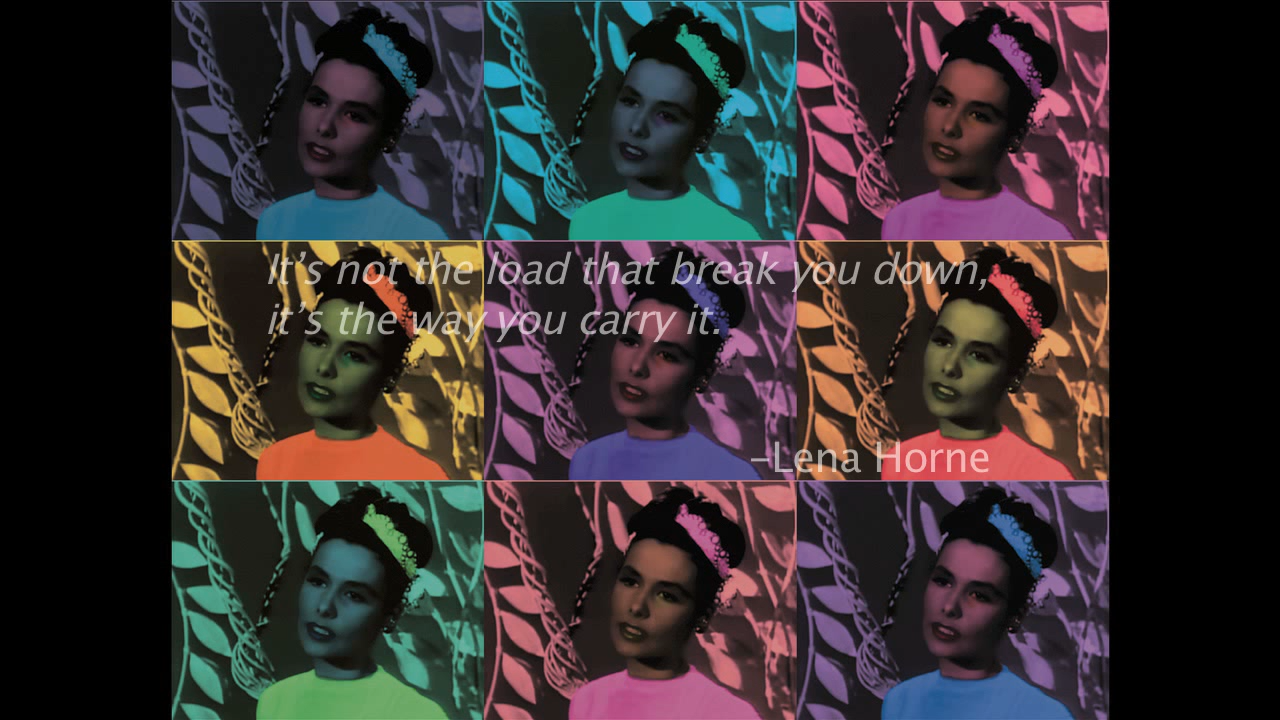 It's not the load that break you down,
it's the way you carry it.
–Lena Horne